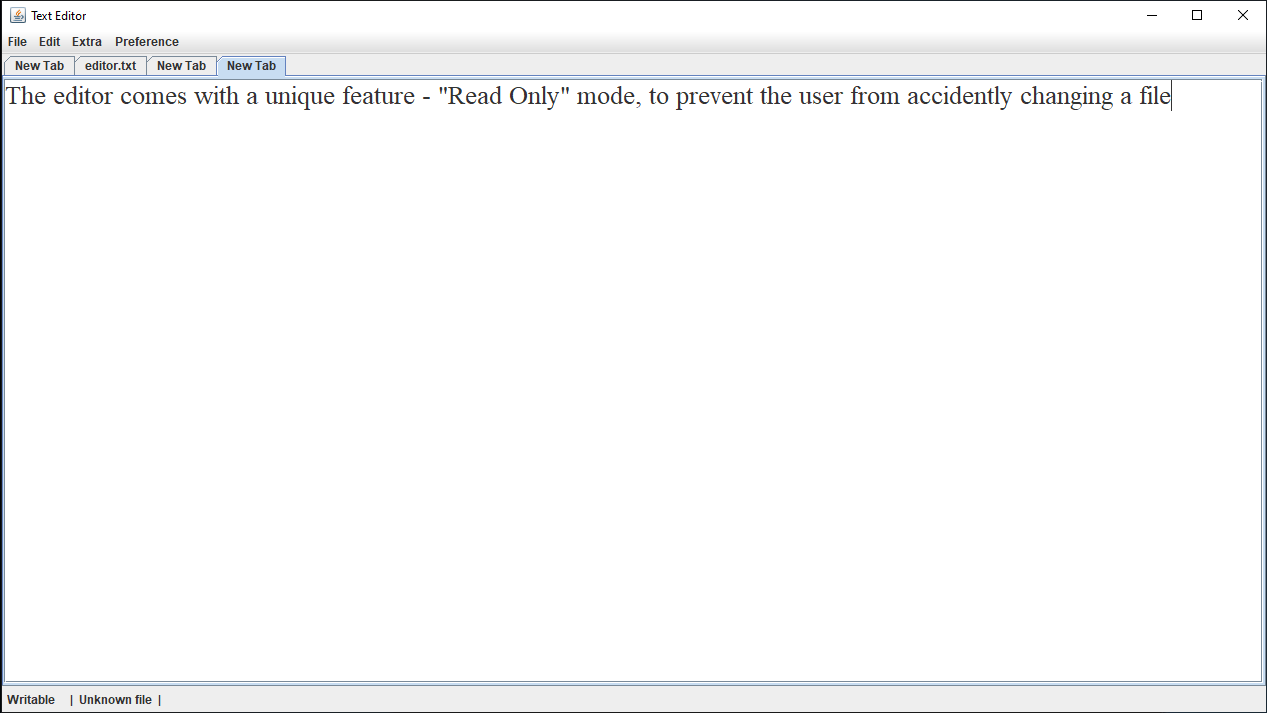 Text Editor
File Edit Extra Preference
New Tab editor.txt New Tab New Tab
The editor comes with a unique feature - "Read Only" mode, to prevent the user from accidently changing a file
Writable | Unknown file |